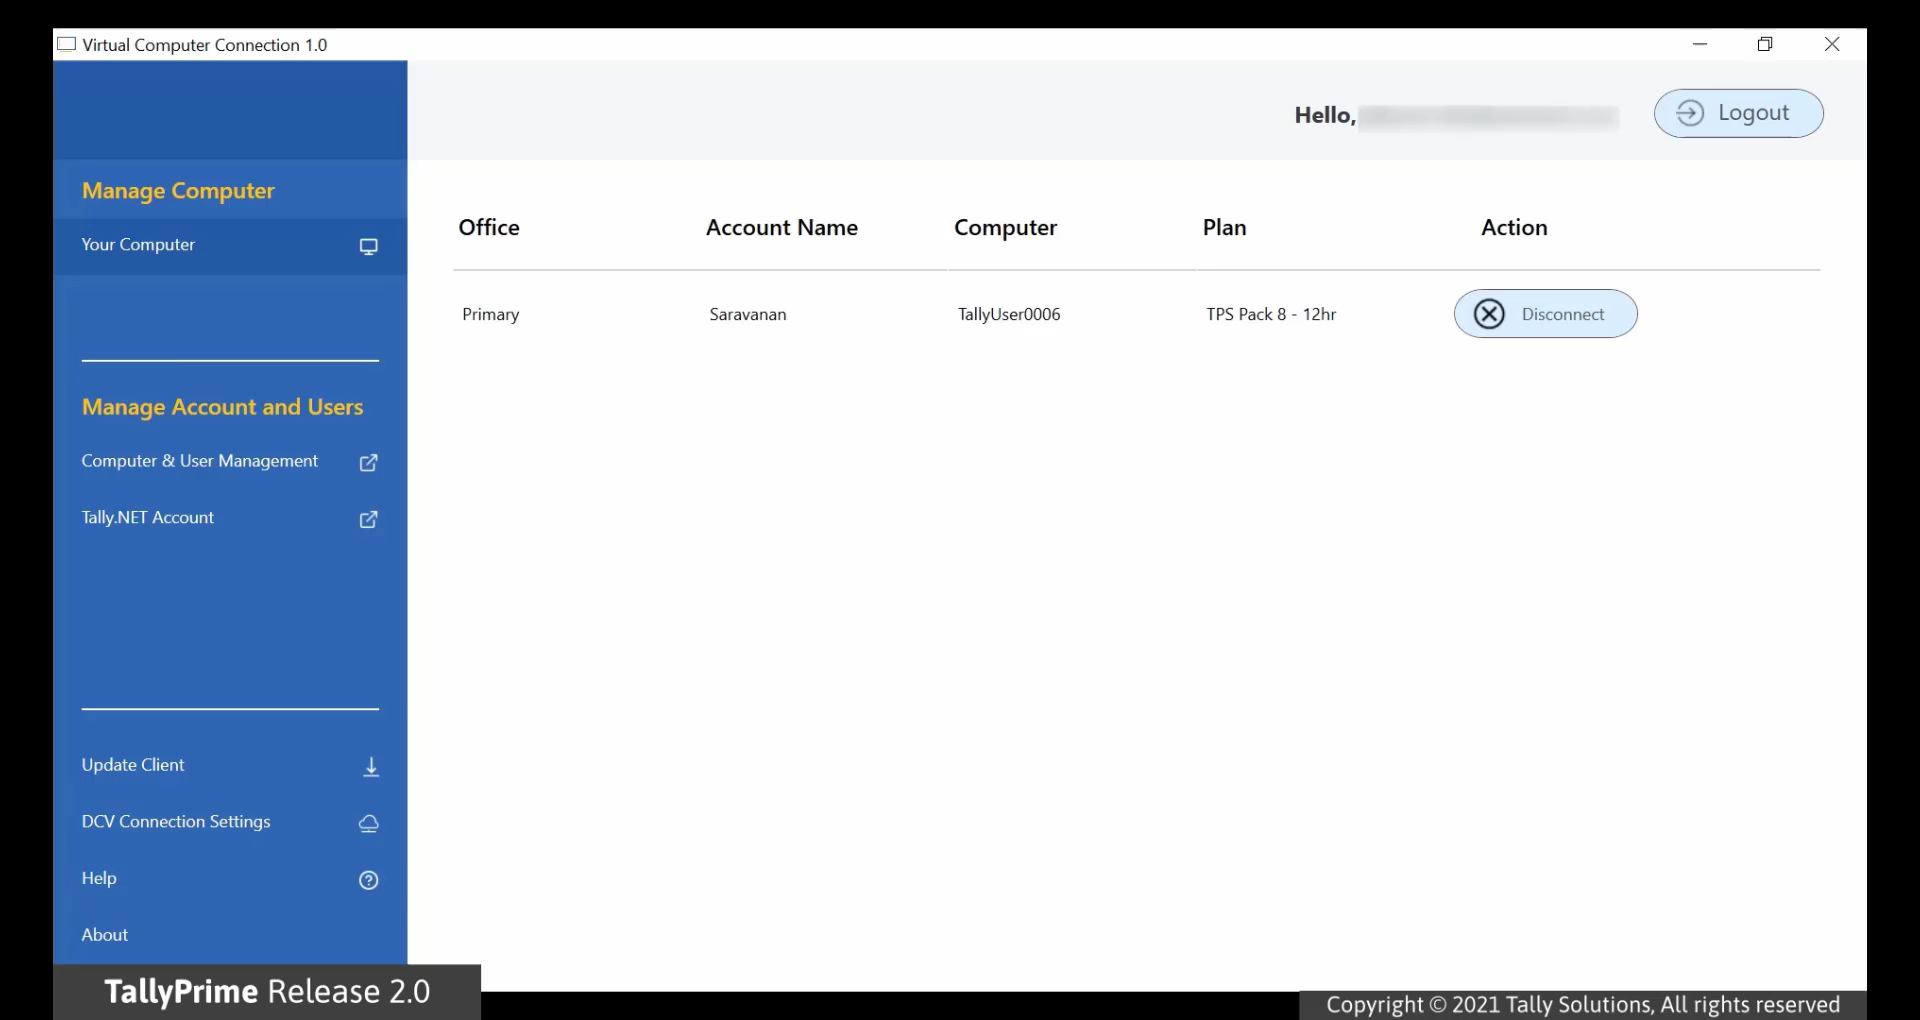 Virtual Computer Connection 1.0
Hello,
Logout
Manage Computer
Your Computer
Office Account Name Computer Plan Action
Primary Saravanan TallyUser0006 TPS Pack 8 - 12hr Disconnect
Manage Account and Users
Computer & User Management
Tally.NET Account
Update Client
DCV Connection Settings
Help
About
TallyPrime Release 2.0
Copyright © 2021 Tally Solutions, All rights reserved